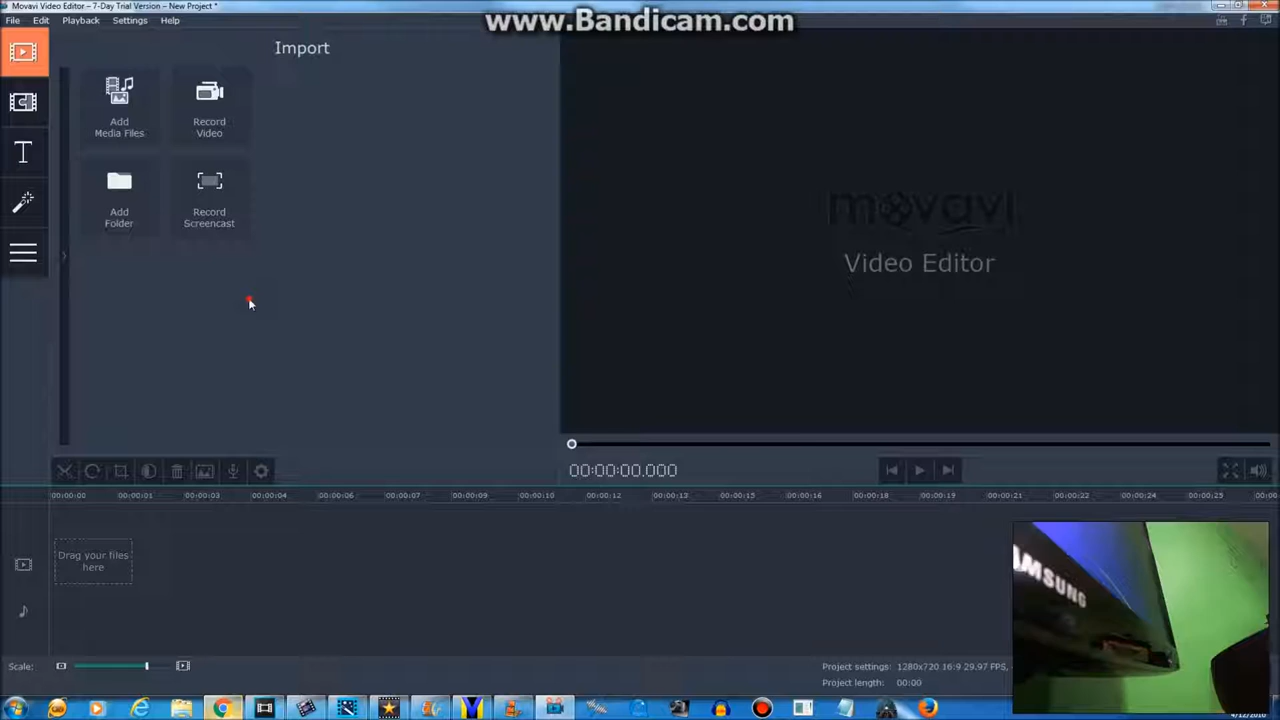 Movavi Video Editor – 7-Day Trial Version – New Project *
www.Bandicam.com
File Edit Playback Settings Help
Import
Add
Media Files
Record
Video
Add
Folder
Record
Screencast
movavi
Video Editor
00:00:00.000
00:00:00 00:00:01 00:00:03 00:00:04 00:00:06 00:00:07 00:00:09 00:00:10 00:00:12 00:00:13 00:00:15 00:00:16 00:00:18 00:00:19 00:00:21 00:00:22 00:00:24 00:00:25
Drag your files
here
AMSUNG
Scale:
Project settings: 1280x720 16:9 29.97 FPS,
Project length: 00:00